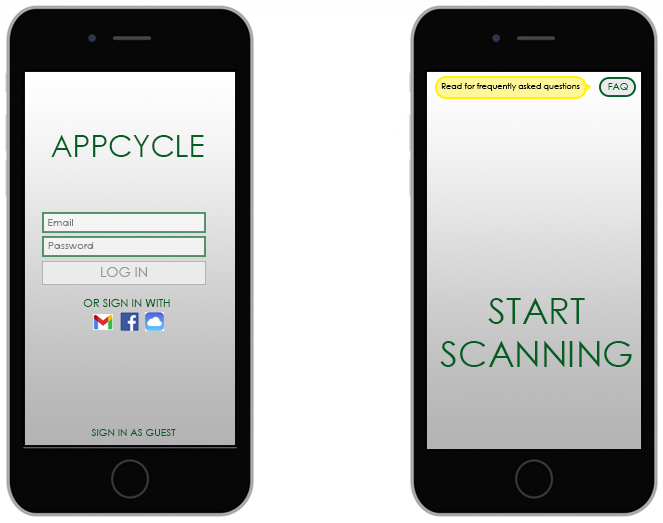 APPCYCLE
Email
Password
LOG IN
OR SIGN IN WITH
SIGN IN AS GUEST
Read for frequently asked questions
FAQ
START
SCANNING